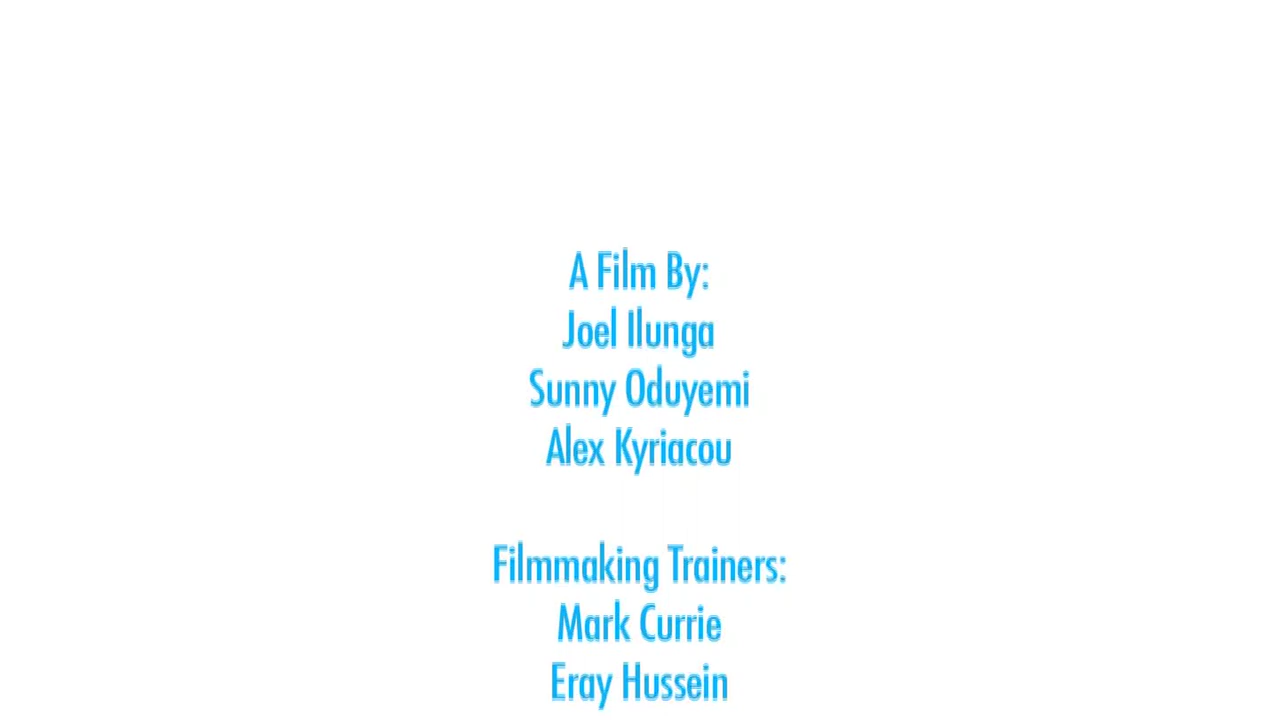 A Film By:
Joel Ilunga
Sunny Oduyemi
Alex Kyriacou
Filmmaking Trainers:
Mark Currie
Eray Hussein